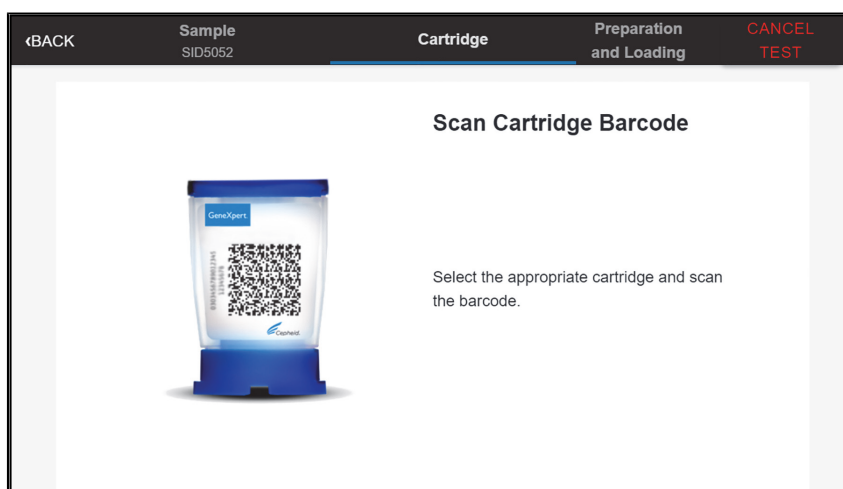 ‹BACK
Sample
SID5052
Cartridge
Preparation
and Loading
CANCEL
TEST
Scan Cartridge Barcode
GeneXpert
Cepheid.
Select the appropriate cartridge and scan
the barcode.